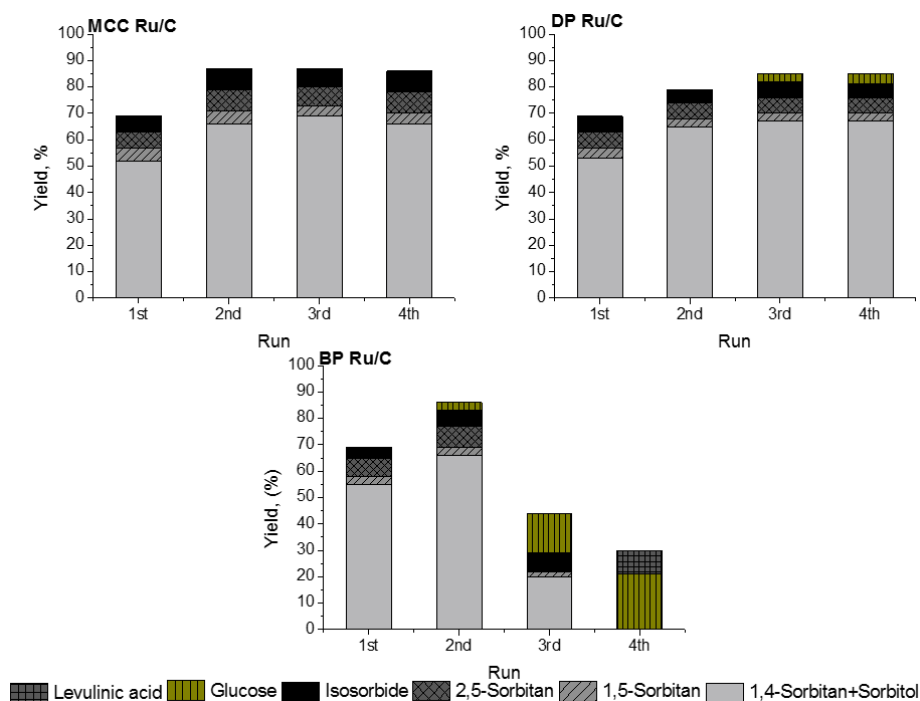 MCC Ru/C
Yield, %
100
90
80
70
60
50
40
30
20
10
0
1st 2nd 3rd 4th
Run
DP Ru/C
Yield, %
100
90
80
70
60
50
40
30
20
10
0
1st 2nd 3rd 4th
Run
BP Ru/C
Yield, (%)
100
90
80
70
60
50
40
30
20
10
0
1st 2nd 3rd 4th
Run
Levulinic acid Glucose Isosorbide 2,5-Sorbitan 1,5-Sorbitan 1,4-Sorbitan+Sorbitol